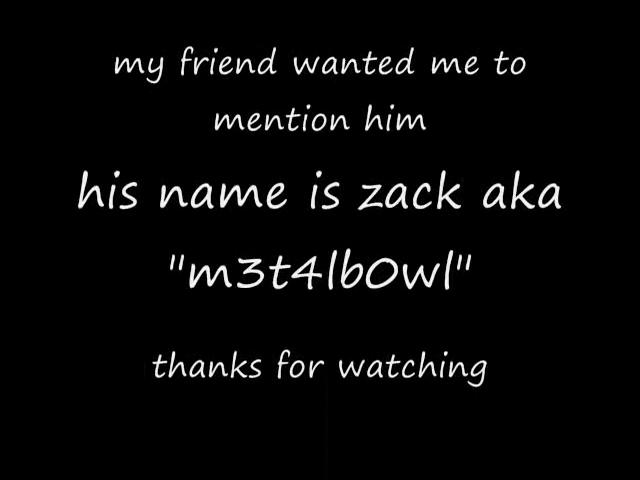 my friend wanted me to
mention him
his name is zack aka
"m3t4lb0wl"
thanks for watching